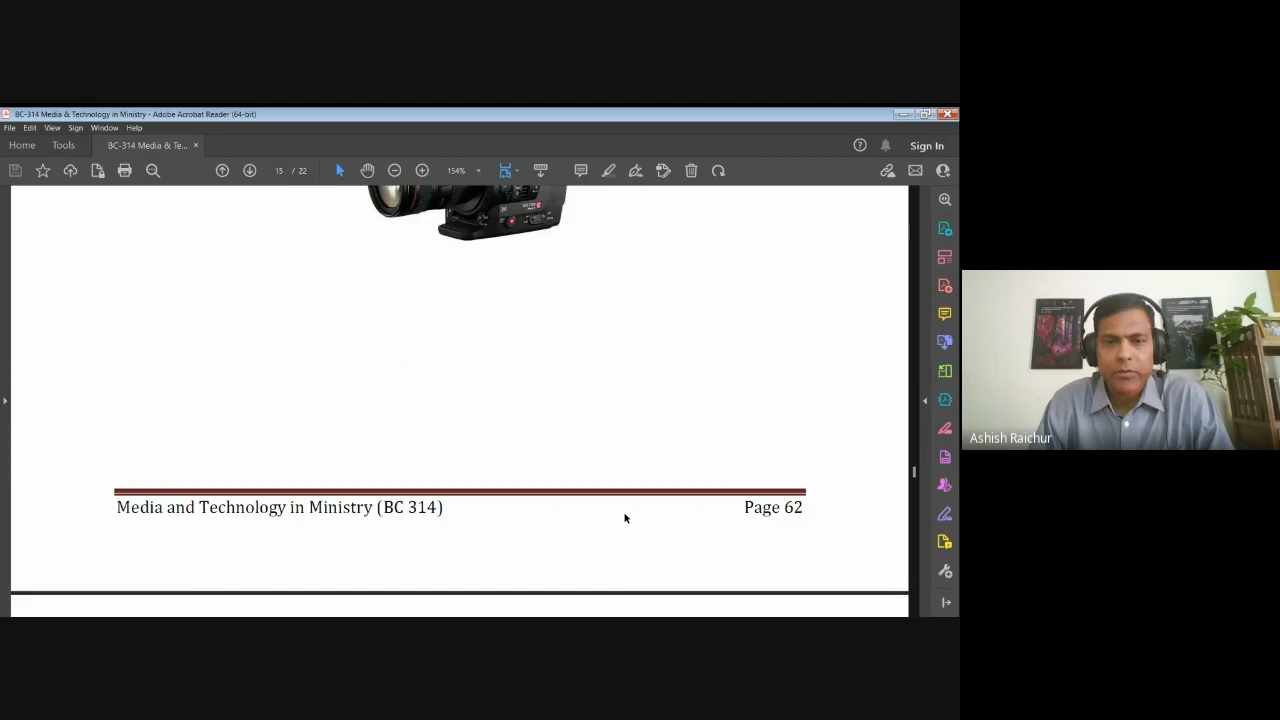 BC-314 Media & Technology in Ministry - Adobe Acrobat Reader (64-bit)
File Edit View Sign Window Help
Home Tools BC-314 Media & Te... × Sign In
15 / 22 154%
Media and Technology in Ministry (BC 314) Page 62
Ashish Raichur